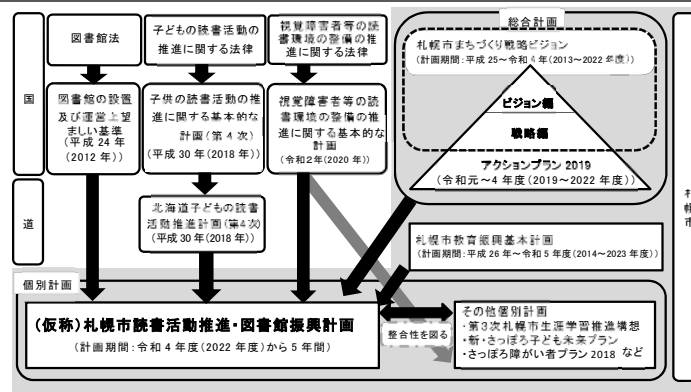 国
道
図書館法
図書館の設置
及び運営上望
ましい基準
(平成 24 年
(2012 年))
子どもの読書活動の
推進に関する法律
子供の読書活動の推
進に関する基本的な
計画(第４次)
(平成 30 年(2018 年))
北海道子どもの読書
活動推進計画(第4次)
(平成 30 年(2018 年))
視覚障害者等の読
書環境の整備の推
進に関する法律
視覚障害者等の読
書環境の整備の推
進に関する基本的な
計画
(令和２年(2020 年))
総合計画
札幌市まちづくり戦略ビジョン
(計画期間：平成 25～令和４年(2013～2022 年度))
ビジョン編
戦略編
アクションプラン 2019
(令和元～４年度(2019～2022 年度))
札幌市教育振興基本計画
(計画期間：平成 26 年～令和５年度(2014～2023 年度))
個別計画
(仮称)札幌市読書活動推進・図書館振興計画
(計画期間：令和４年度(2022 年度)から５年間)
整合性を図る
その他個別計画
・第３次札幌市生涯学習推進構想
・新・さっぽろ子ども未来プラン
・さっぽろ障がい者プラン 2018 など
札
幌
市